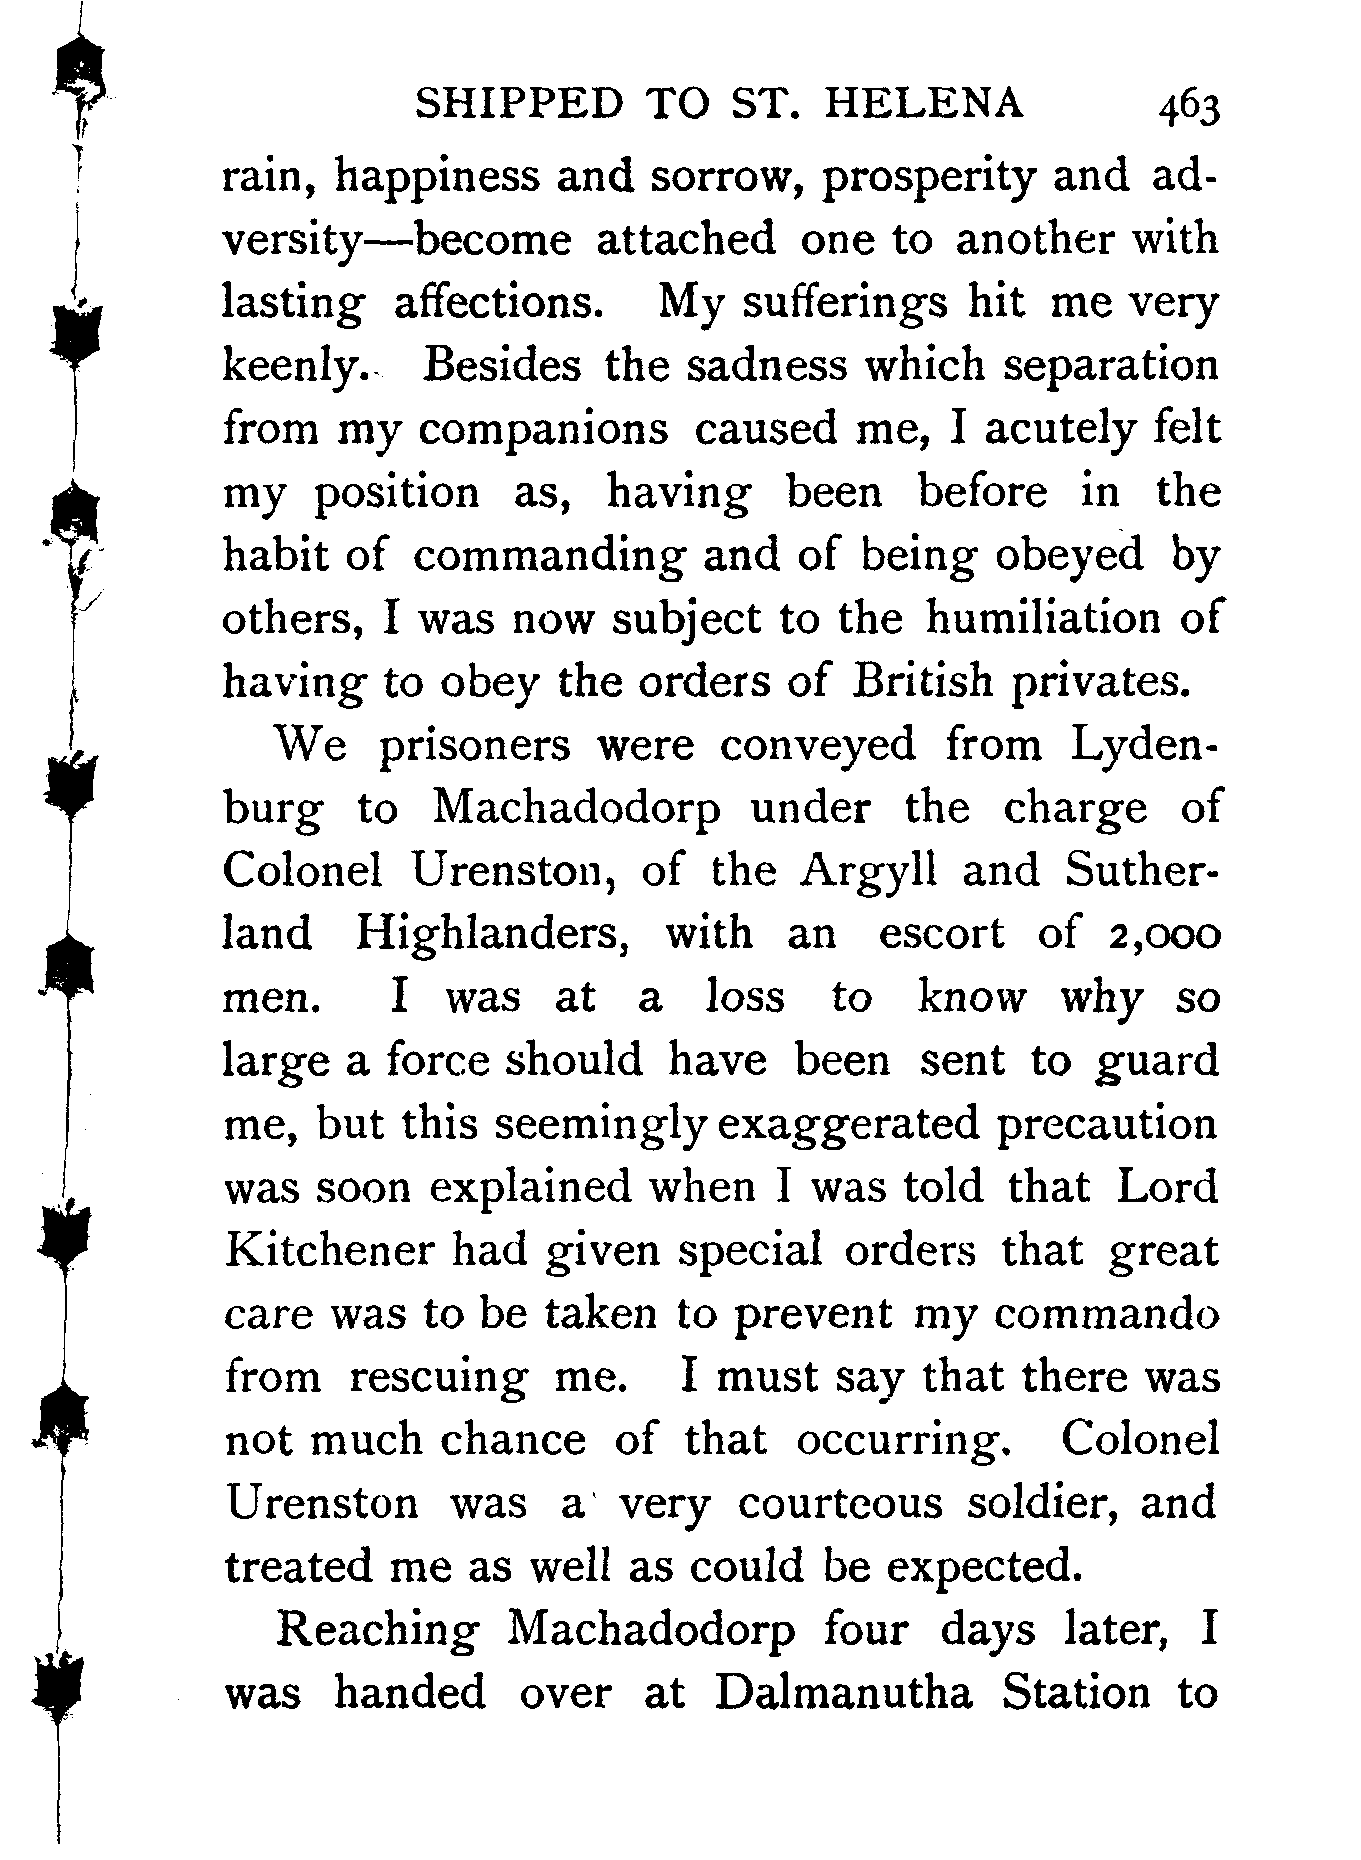 SHIPPED TO ST. HELENA 463
rain, happiness and sorrow, prosperity and ad-
versity—become attached one to another with
lasting affections. My sufferings hit me very
keenly. Besides the sadness which separation
from my companions caused me, I acutely felt
my position as, having been before in the
habit of commanding and of being obeyed by
others, I was now subject to the humiliation of
having to obey the orders of British privates.
We prisoners were conveyed from Lyden-
burg to Machadodorp under the charge of
Colonel Urenston, of the Argyll and Suther-
land Highlanders, with an escort of 2,000
men. I was at a loss to know why so
large a force should have been sent to guard
me, but this seemingly exaggerated precaution
was soon explained when I was told that Lord
Kitchener had given special orders that great
care was to be taken to prevent my commando
from rescuing me. I must say that there was
not much chance of that occurring. Colonel
Urenston was a very courteous soldier, and
treated me as well as could be expected.
Reaching Machadodorp four days later, I
was handed over at Dalmanutha Station to